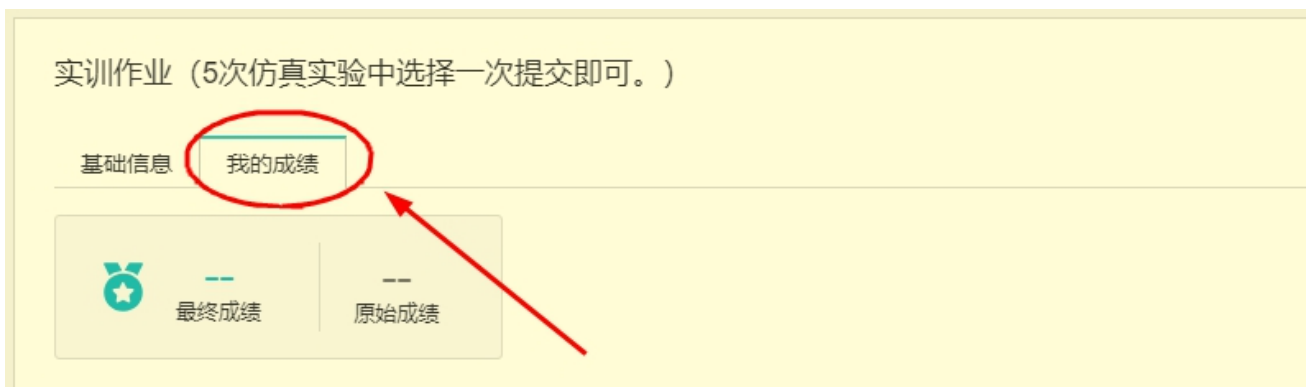 实训作业（5次仿真实验中选择一次提交即可。）
基础信息 我的成绩
-- --
最终成绩 原始成绩